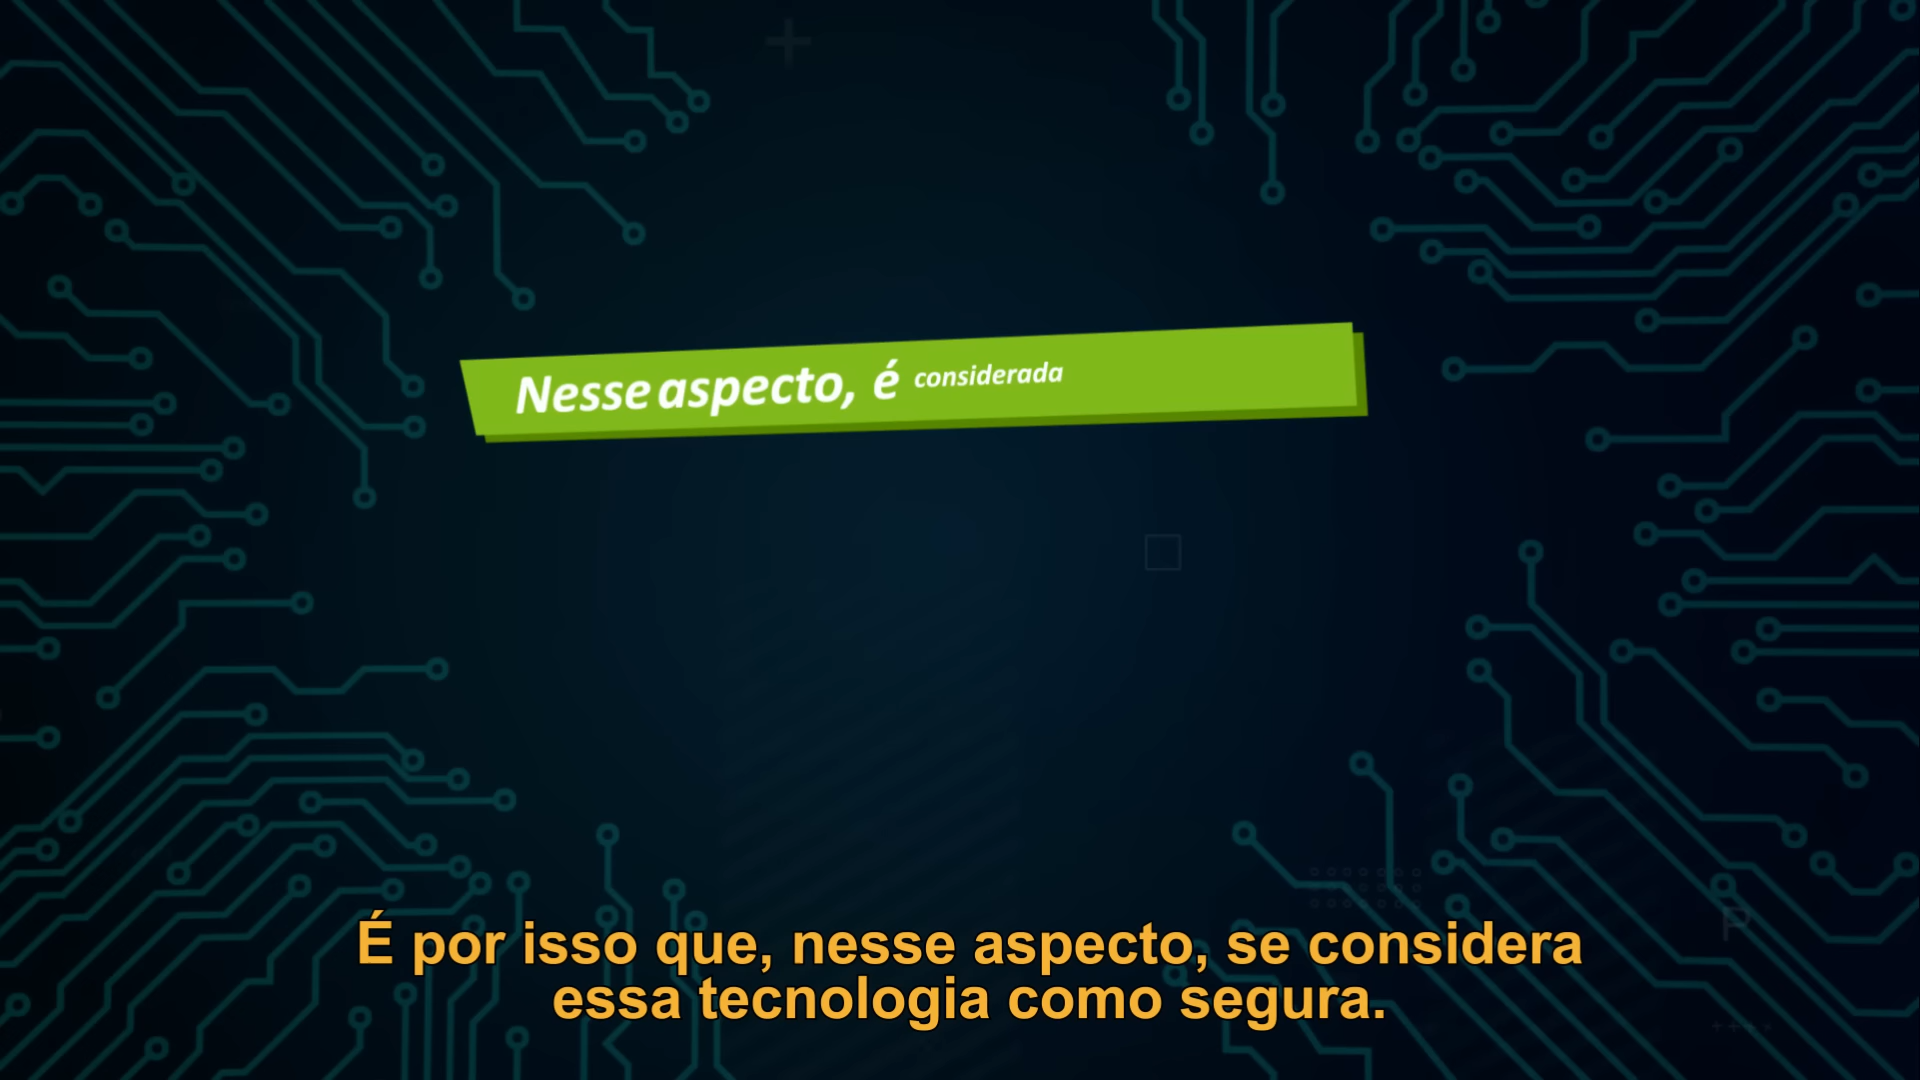 Nesse aspecto, é considerada
É por isso que, nesse aspecto, se considera
essa tecnologia como segura.